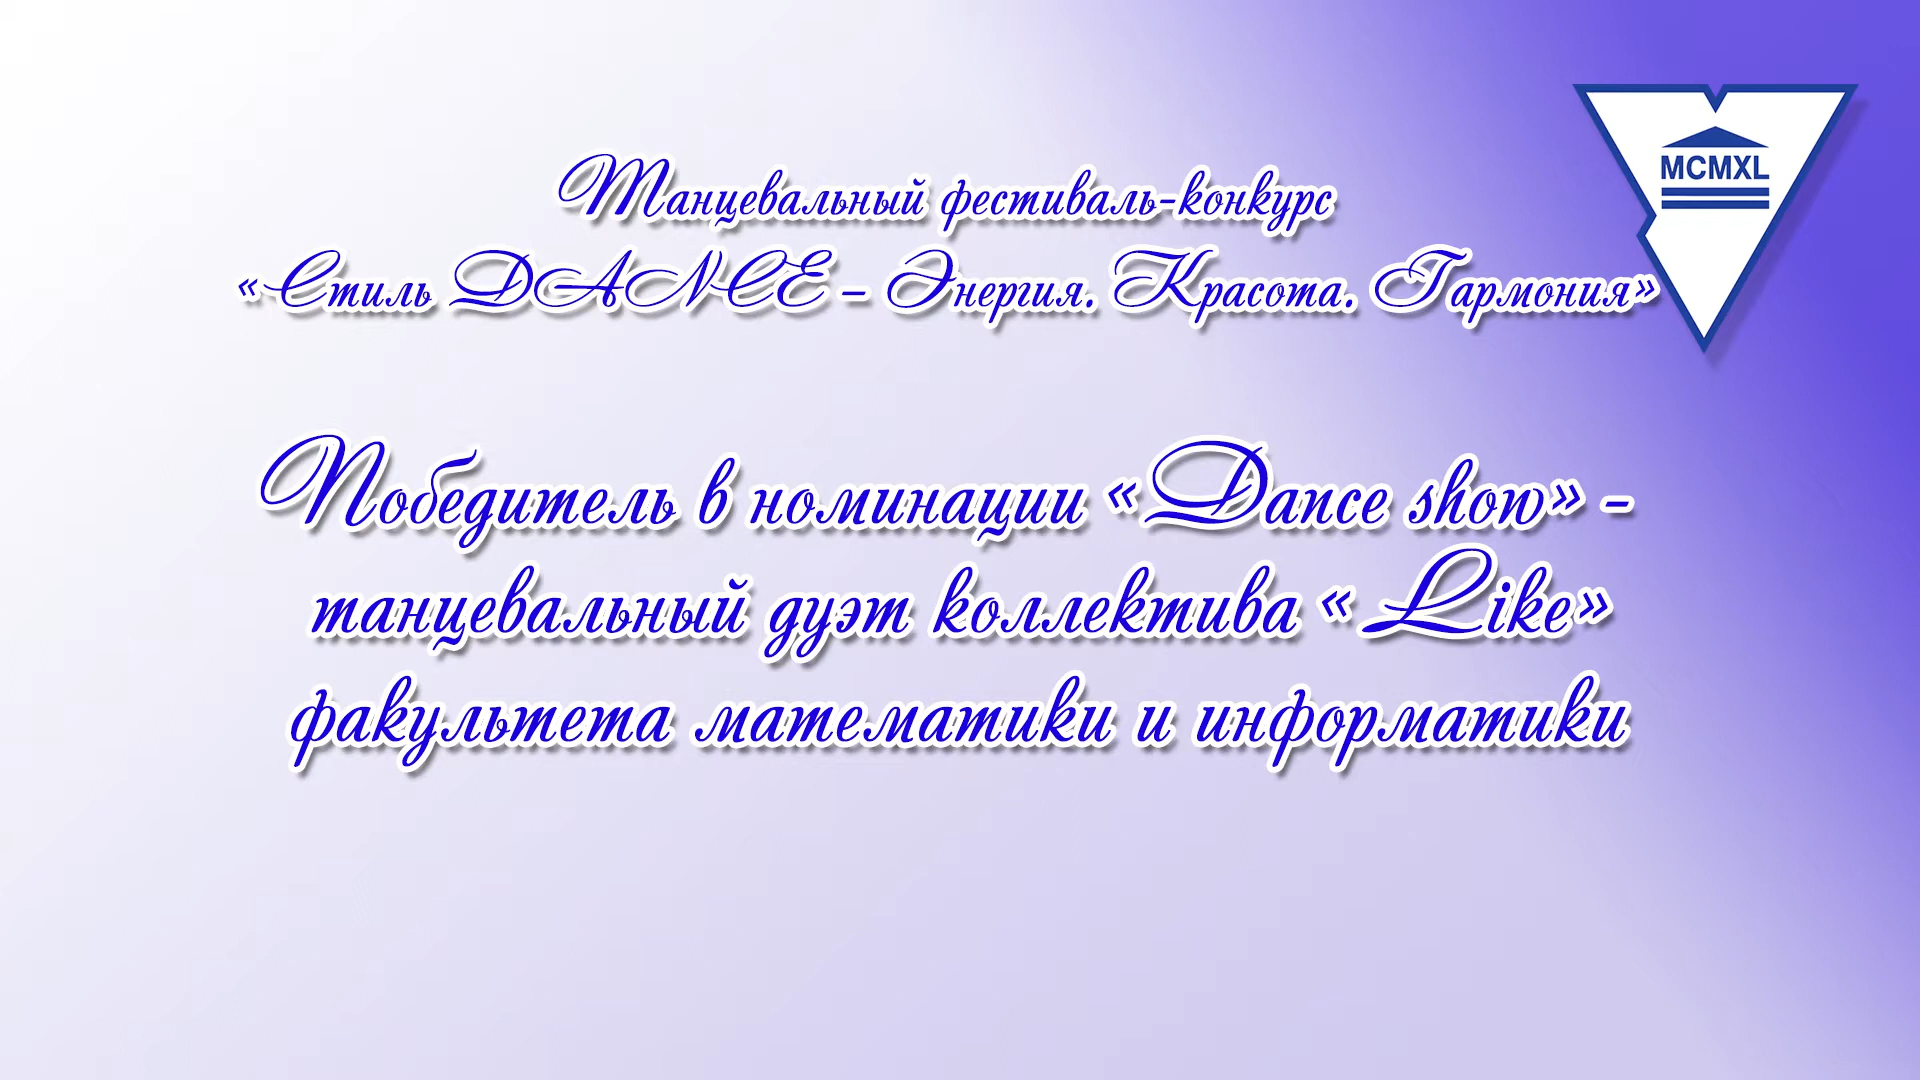 Танцевальный фестиваль-конкурс
«Стиль DANCE – Энергия. Красота. Гармония»
MCMXL
Победитель в номинации «Dance show» -
танцевальный дуэт коллектива «Like»
факультета математики и информатики